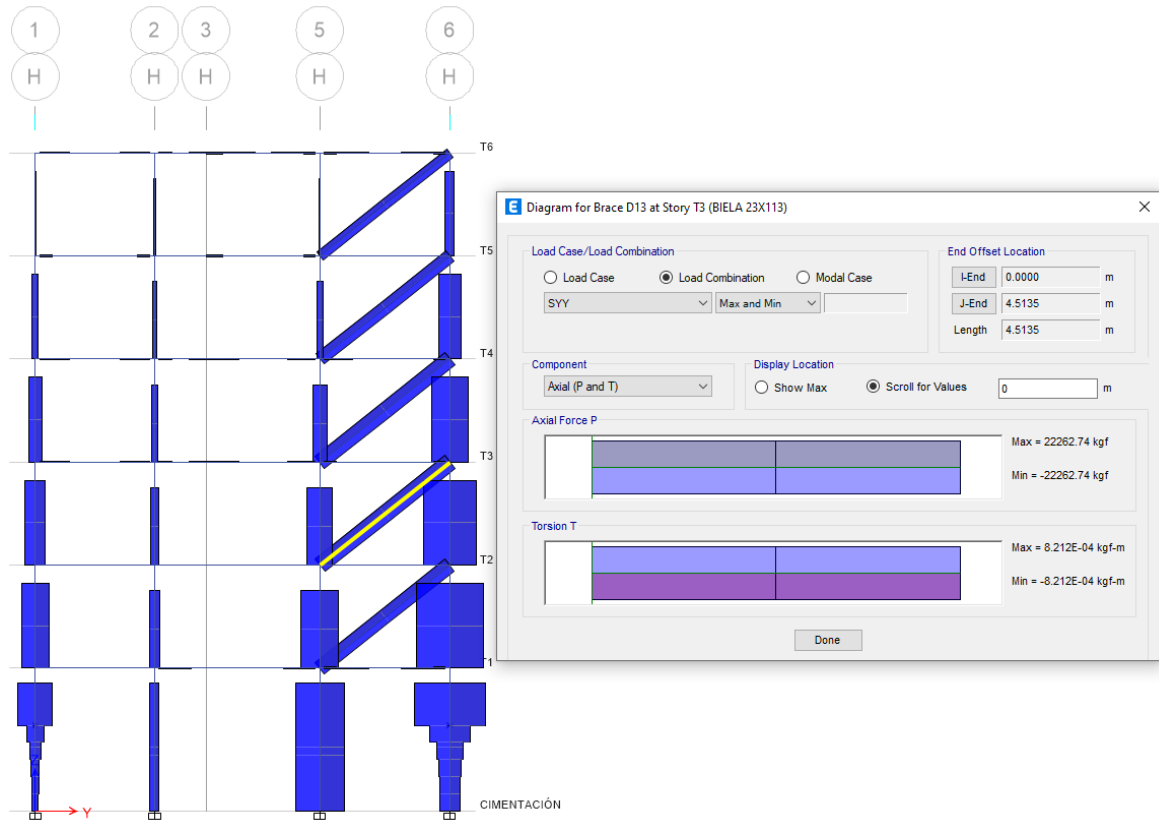 1 2 3 5 6
H H H H H
T6
T5
T4
T3
T2
T1
CIMENTACIÓN
Y
E Diagram for Brace D13 at Story T3 (BIELA 23X113)
Load Case/Load Combination
Load Case Load Combination Modal Case
SYY Max and Min
End Offset Location
I-End 0.0000 m
J-End 4.5135 m
Length 4.5135 m
Component
Axial (P and T)
Display Location
Show Max Scroll for Values 0 m
Axial Force P
Max = 22262.74 kgf
Min = -22262.74 kgf
Torsion T
Max = 8.212E-04 kgf-m
Min = -8.212E-04 kgf-m
Done